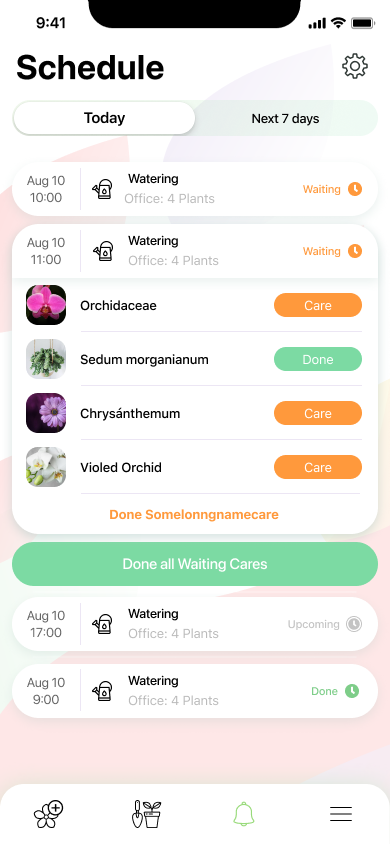 9:41
Schedule
Today
Next 7 days
Aug 10
10:00
Watering
Office: 4 Plants
Waiting
Aug 10
11:00
Watering
Office: 4 Plants
Waiting
Orchidaceae
Care
Sedum morganianum
Done
Chrysánthemum
Care
Violed Orchid
Care
Done Somelonngnamecare
Done all Waiting Cares
Aug 10
17:00
Watering
Office: 4 Plants
Upcoming
Aug 10
9:00
Watering
Office: 4 Plants
Done